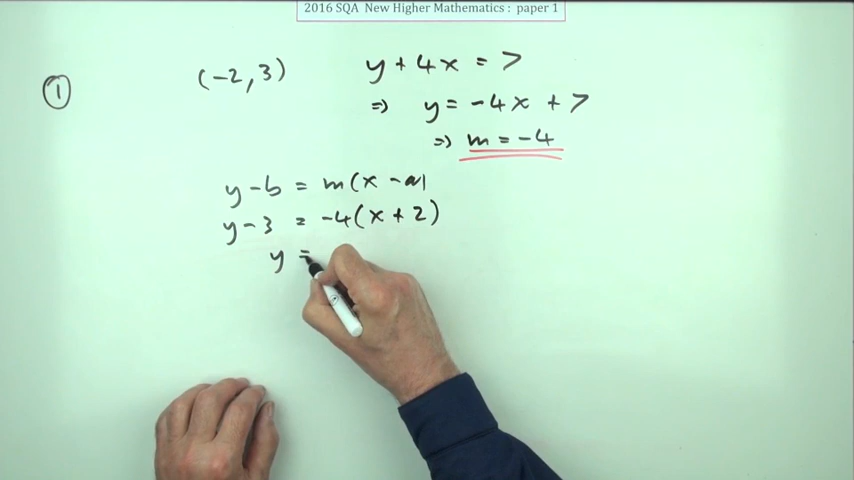 2016 SQA New Higher Mathematics : paper 1
① (-2, 3) y + 4x = 7
⇒ y = -4x + 7
⇒ m = -4
y - b = m(x - a)
y - 3 = -4(x + 2)
y =